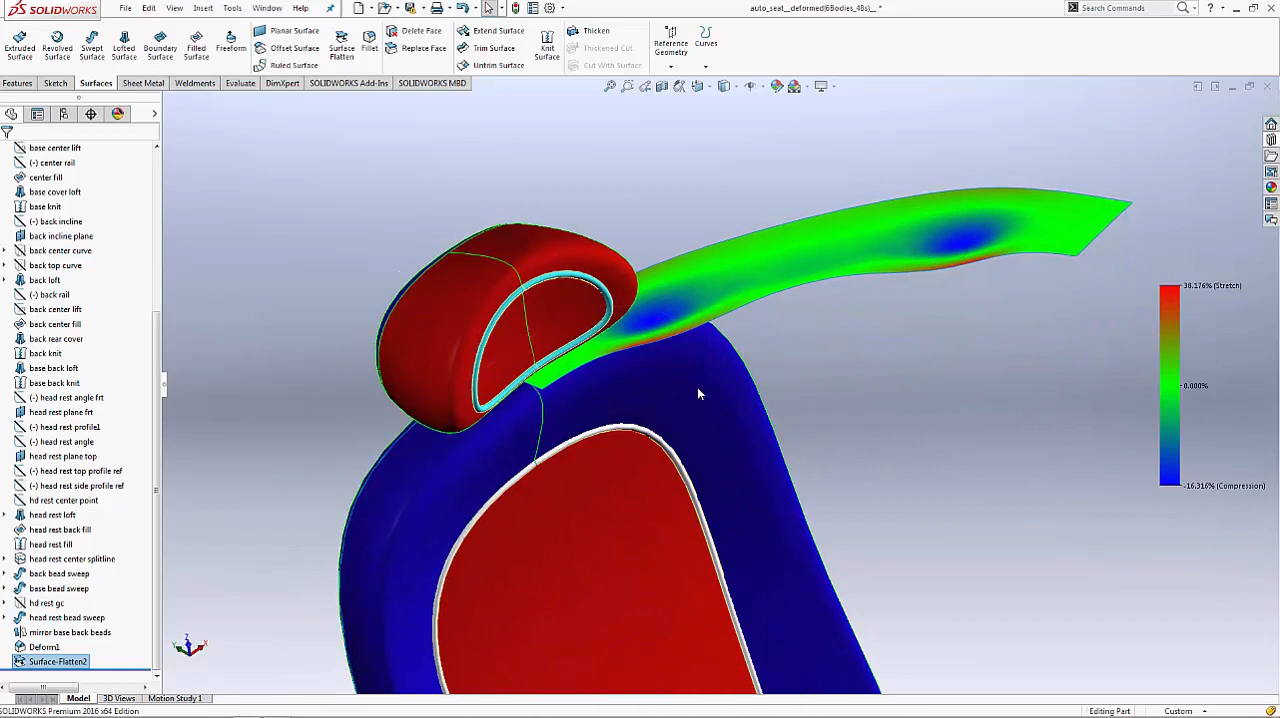 SOLIDWORKS File Edit View Insert Tools Window Help auto_seat__deformed(6Bodies_48s)__* Search Commands ?
Extruded Surface
Revolved Surface
Swept Surface
Lofted Surface
Boundary Surface
Filled Surface
Freeform
Planar Surface
Offset Surface
Ruled Surface
Surface Flatten
Fillet
Delete Face
Replace Face
Extend Surface
Trim Surface
Untrim Surface
Knit Surface
Thicken
Thickened Cut
Cut With Surface
Reference Geometry
Curves
Features Sketch Surfaces Sheet Metal Weldments Evaluate DimXpert SOLIDWORKS Add-Ins SOLIDWORKS MBD
base center lift
(-) center rail
center fill
base cover loft
base knit
(-) back incline
back incline plane
back center curve
back top curve
back loft
(-) back rail
back center lift
back center fill
back rear cover
back knit
back base loft
back base knit
(-) head rest angle frt
head rest plane frt
(-) head rest profile1
(-) head rest angle
head rest plane top
(-) head rest top profile ref
(-) head rest side profile ref
hd rest center point
head rest loft
head rest back fill
head rest fill
head rest center splitline
back bead sweep
base bead sweep
hd rest gc
head rest bead sweep
mirror base back beads
Deform1
Surface-Flatten2
38.176% (Stretch)
0.000%
-16.316% (Compression)
Z
X
Model 3D Views Motion Study 1
SOLIDWORKS Premium 2016 x64 Edition Editing Part Custom